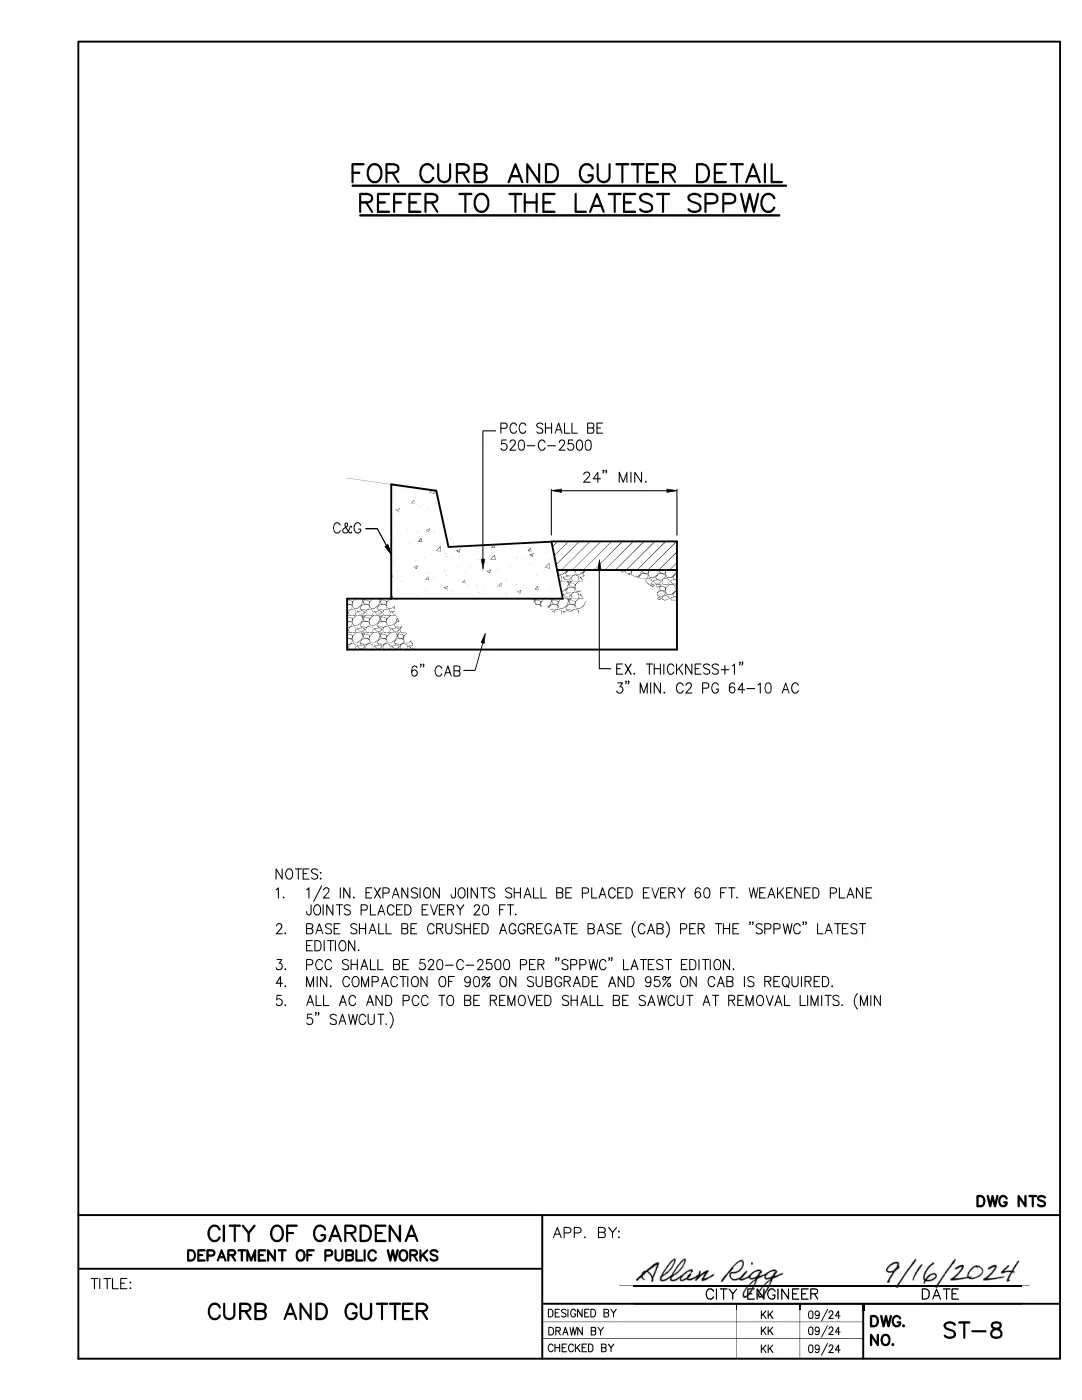 FOR CURB AND GUTTER DETAIL
REFER TO THE LATEST SPPWC
PCC SHALL BE
520-C-2500
24" MIN.
C&G
6" CAB
EX. THICKNESS+1"
3" MIN. C2 PG 64-10 AC
NOTES:
1. 1/2 IN. EXPANSION JOINTS SHALL BE PLACED EVERY 60 FT. WEAKENED PLANE
JOINTS PLACED EVERY 20 FT.
2. BASE SHALL BE CRUSHED AGGREGATE BASE (CAB) PER THE "SPPWC" LATEST
EDITION.
3. PCC SHALL BE 520-C-2500 PER "SPPWC" LATEST EDITION.
4. MIN. COMPACTION OF 90% ON SUBGRADE AND 95% ON CAB IS REQUIRED.
5. ALL AC AND PCC TO BE REMOVED SHALL BE SAWCUT AT REMOVAL LIMITS. (MIN
5" SAWCUT.)
DWG NTS
CITY OF GARDENA
DEPARTMENT OF PUBLIC WORKS
TITLE:
CURB AND GUTTER
APP. BY:
Allan Rigg 9/16/2024
CITY ENGINEER DATE
DESIGNED BY KK 09/24
DRAWN BY KK 09/24
CHECKED BY KK 09/24
DWG.
NO.
ST-8